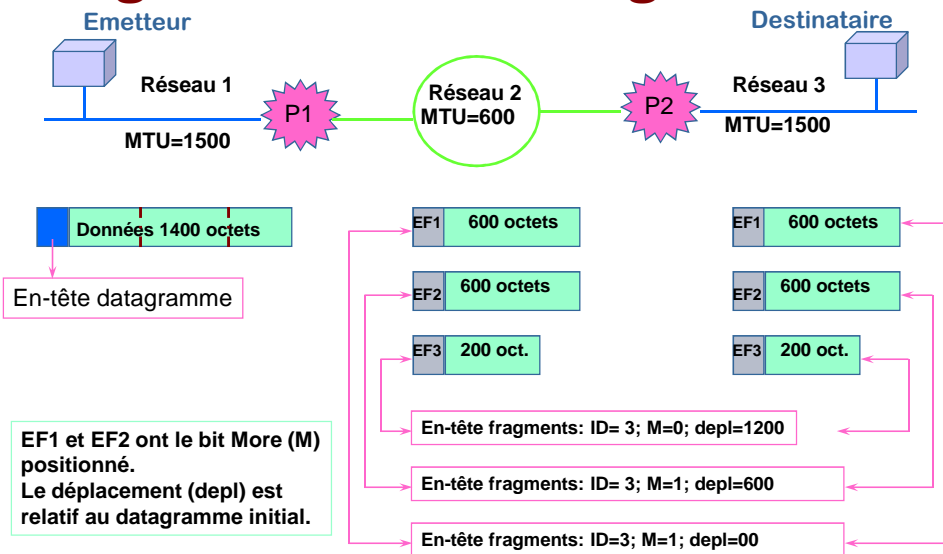 Emetteur
Destinataire
Réseau 1
Réseau 2
Réseau 3
P1
MTU=600
P2
MTU=1500
MTU=1500
Données 1400 octets
EF1 600 octets
EF1 600 octets
En-tête datagramme
EF2 600 octets
EF2 600 octets
EF3 200 oct.
EF3 200 oct.
En-tête fragments: ID= 3; M=0; depl=1200
EF1 et EF2 ont le bit More (M)
positionné.
Le déplacement (depl) est
relatif au datagramme initial.
En-tête fragments: ID= 3; M=1; depl=600
En-tête fragments: ID=3; M=1; depl=00